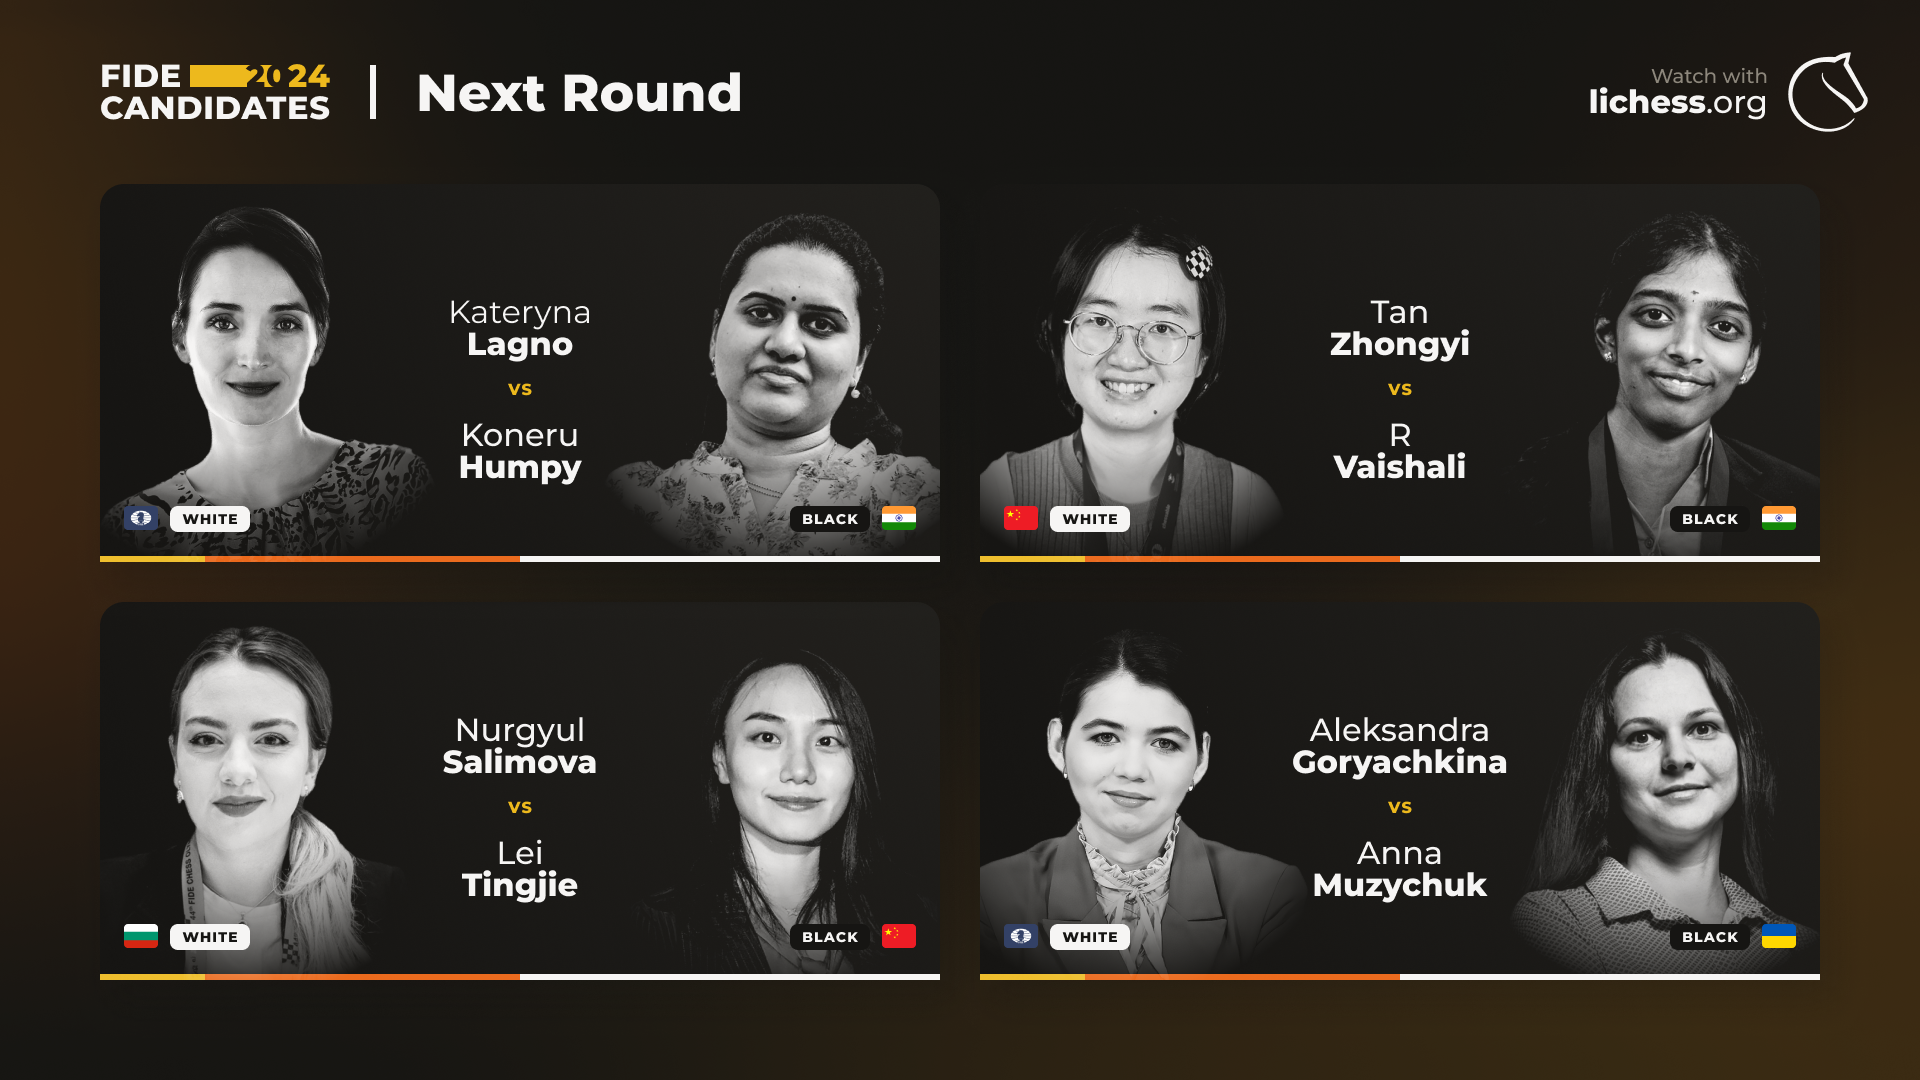 FIDE 2024
CANDIDATES
Next Round
Watch with
lichess.org
Kateryna
Lagno
vs
Koneru
Humpy
WHITE
BLACK
Tan
Zhongyi
vs
R
Vaishali
WHITE
BLACK
Nurgyul
Salimova
vs
Lei
Tingjie
WHITE
BLACK
Aleksandra
Goryachkina
vs
Anna
Muzychuk
WHITE
BLACK